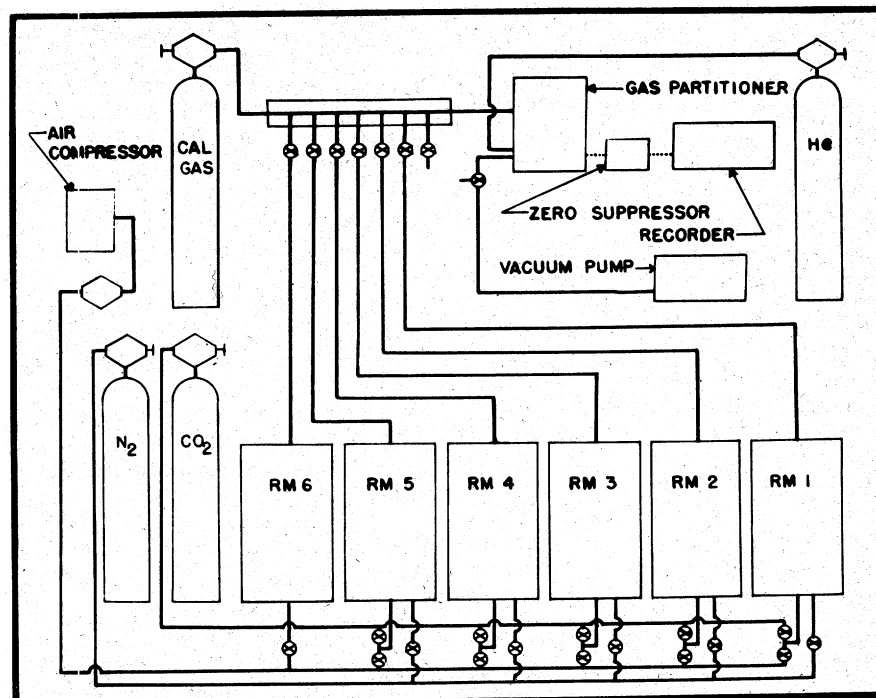 AIR
COMPRESSOR
CAL
GAS
GAS PARTITIONER
He
ZERO SUPPRESSOR
RECORDER
VACUUM PUMP
N2
CO2
RM 6
RM 5
RM 4
RM 3
RM 2
RM 1